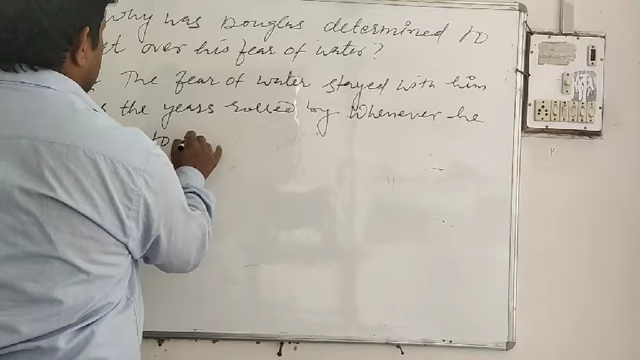 why was Douglas determined to
over his fear of water?
The fear of water stayed with him
the years rolled by whenever he
to